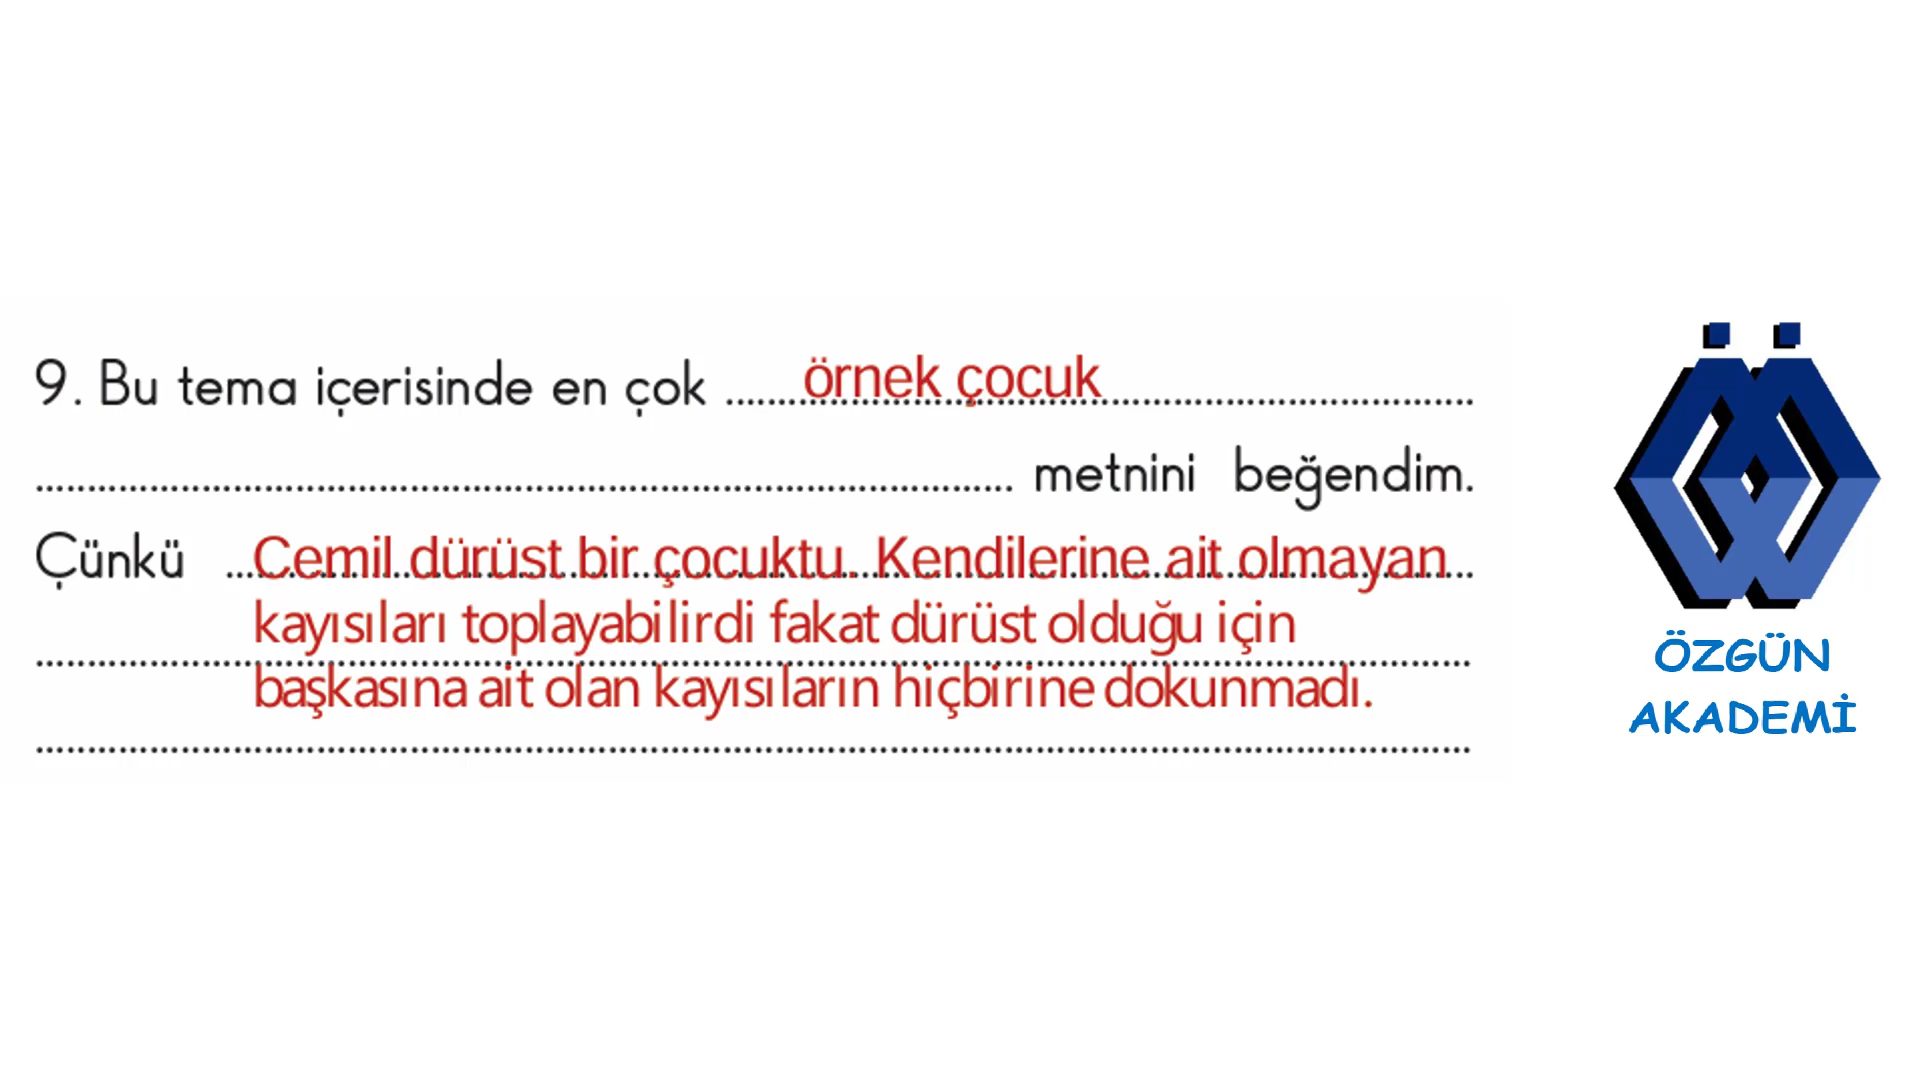 9. Bu tema içerisinde en çok ........ örnek çocuk ........
........ metnini beğendim.
Çünkü ... Cemil dürüst bir çocuktu. Kendilerine ait olmayan
kayısıları toplayabilirdi fakat dürüst olduğu için
başkasına ait olan kayısıların hiçbirine dokunmadı.
ÖZGÜN
AKADEMİ